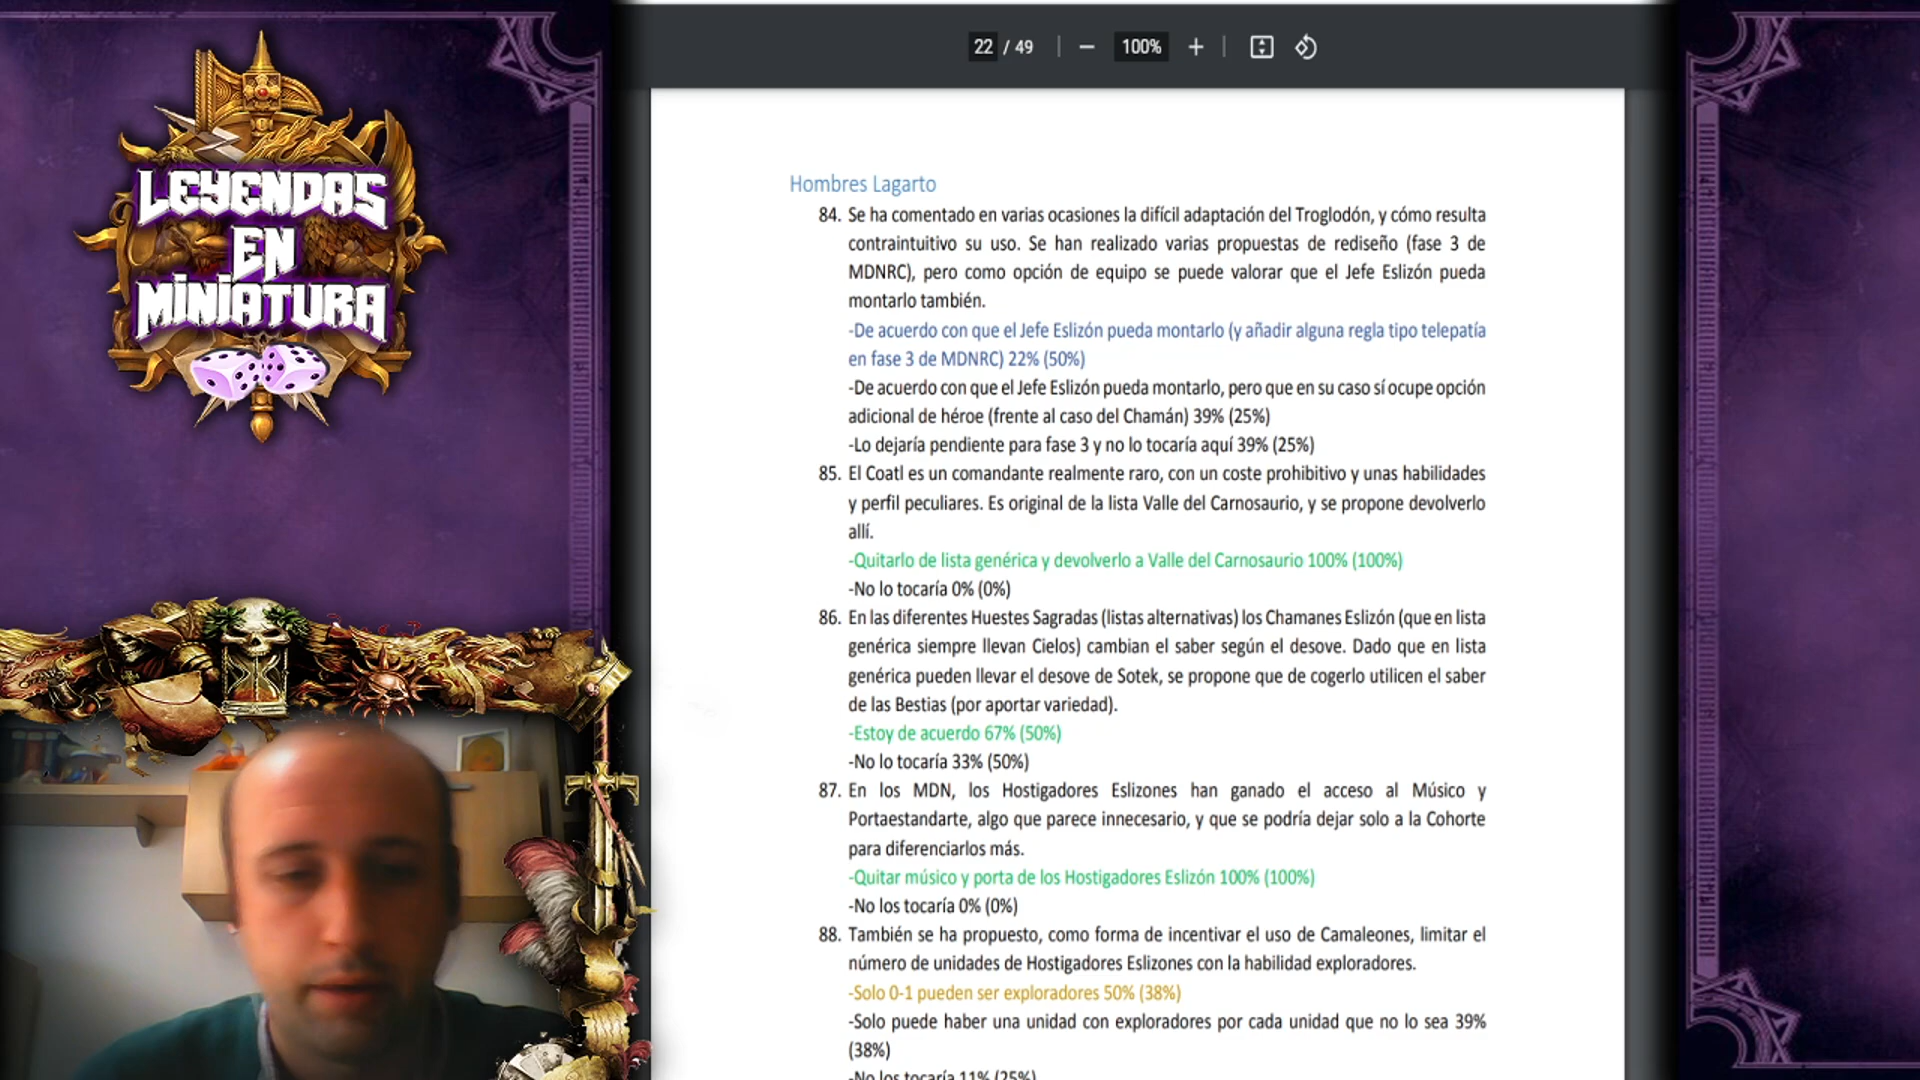 LEYENDAS
EN
MINIATURA
22 / 49
100%
Hombres Lagarto
84. Se ha comentado en varias ocasiones la difícil adaptación del Troglodón, y cómo resulta
contraintuitivo su uso. Se han realizado varias propuestas de rediseño (fase 3 de
MDNRC), pero como opción de equipo se puede valorar que el Jefe Eslizón pueda
montarlo también.
-De acuerdo con que el Jefe Eslizón pueda montarlo (y añadir alguna regla tipo telepatía
en fase 3 de MDNRC) 22% (50%)
-De acuerdo con que el Jefe Eslizón pueda montarlo, pero que en su caso sí ocupe opción
adicional de héroe (frente al caso del Chamán) 39% (25%)
-Lo dejaría pendiente para fase 3 y no lo tocaría aquí 39% (25%)
85. El Coatl es un comandante realmente raro, con un coste prohibitivo y unas habilidades
y perfil peculiares. Es original de la lista Valle del Carnosaurio, y se propone devolverlo
allí.
-Quitarlo de lista genérica y devolverlo a Valle del Carnosaurio 100% (100%)
-No lo tocaría 0% (0%)
86. En las diferentes Huestes Sagradas (listas alternativas) los Chamanes Eslizón (que en lista
genérica siempre llevan Cielos) cambian el saber según el desove. Dado que en lista
genérica pueden llevar el desove de Sotek, se propone que de cogerlo utilicen el saber
de las Bestias (por aportar variedad).
-Estoy de acuerdo 67% (50%)
-No lo tocaría 33% (50%)
87. En los MDN, los Hostigadores Eslizones han ganado el acceso al Músico y
Portaestandarte, algo que parece innecesario, y que se podría dejar solo a la Cohorte
para diferenciarlos más.
-Quitar músico y porta de los Hostigadores Eslizón 100% (100%)
-No los tocaría 0% (0%)
88. También se ha propuesto, como forma de incentivar el uso de Camaleones, limitar el
número de unidades de Hostigadores Eslizones con la habilidad exploradores.
-Solo 0-1 pueden ser exploradores 50% (38%)
-Solo puede haber una unidad con exploradores por cada unidad que no lo sea 39%
(38%)
-No los tocaría 11% (25%)